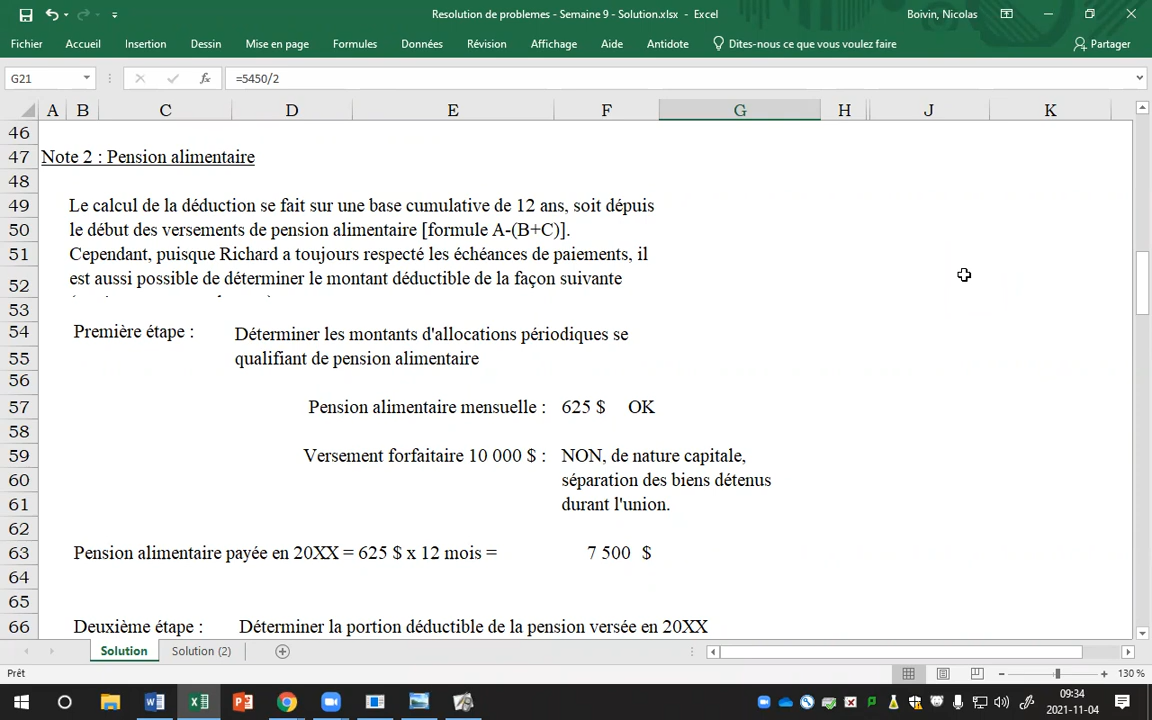 Resolution de problemes - Semaine 9 - Solution.xlsx - Excel
Boivin, Nicolas
Fichier Accueil Insertion Dessin Mise en page Formules Données Révision Affichage Aide Antidote Dites-nous ce que vous voulez faire Partager
G21 fx =5450/2
A B C D E F G H J K
46
47 Note 2 : Pension alimentaire
48
49 Le calcul de la déduction se fait sur une base cumulative de 12 ans, soit dépuis
50 le début des versements de pension alimentaire [formule A-(B+C)].
51 Cependant, puisque Richard a toujours respecté les échéances de paiements, il
52 est aussi possible de déterminer le montant déductible de la façon suivante
53
54 Première étape : Déterminer les montants d'allocations périodiques se
55 qualifiant de pension alimentaire
56
57 Pension alimentaire mensuelle : 625 $ OK
58
59 Versement forfaitaire 10 000 $ : NON, de nature capitale,
60 séparation des biens détenus
61 durant l'union.
62
63 Pension alimentaire payée en 20XX = 625 $ x 12 mois = 7 500 $
64
65
66 Deuxième étape : Déterminer la portion déductible de la pension versée en 20XX
Solution Solution (2)
Prêt 130 %
09:34
2021-11-04